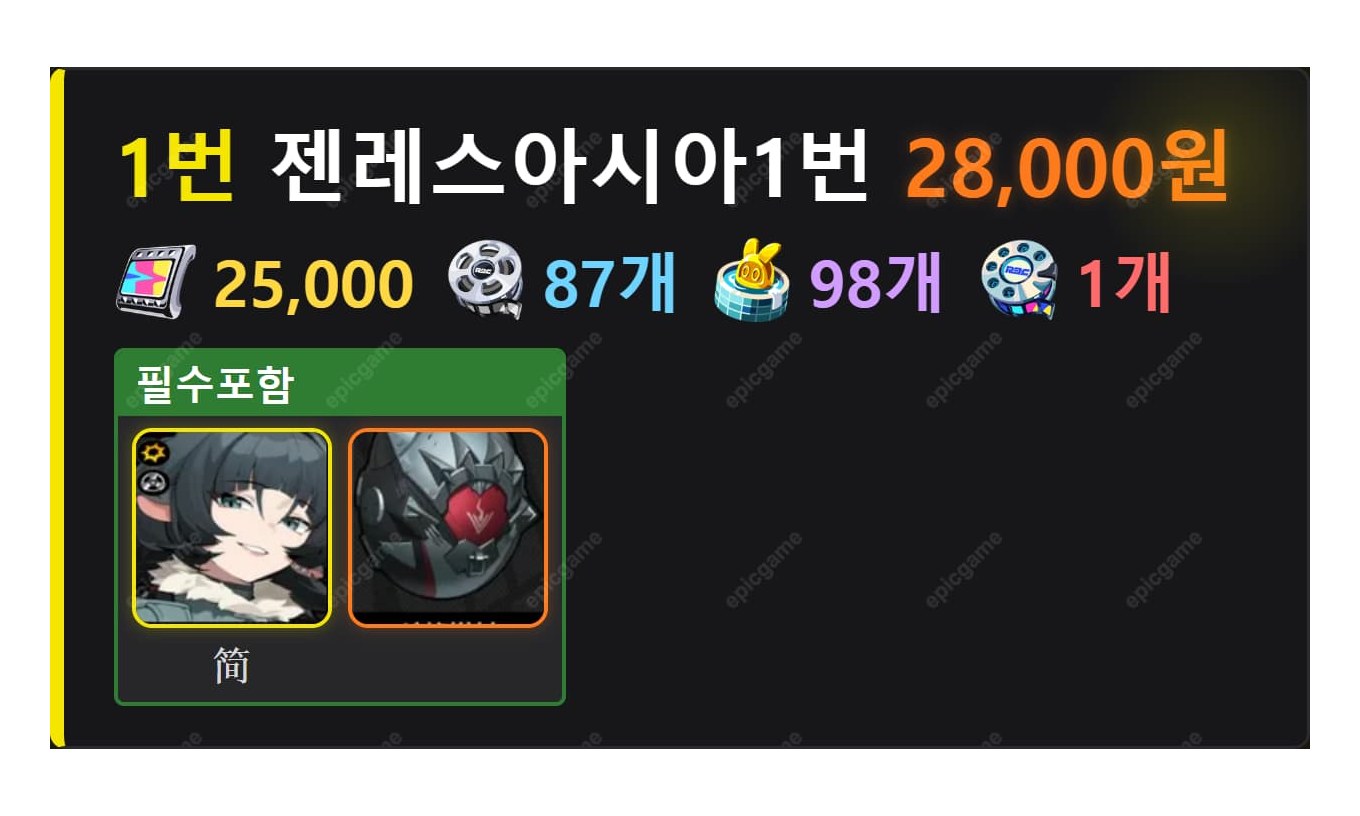 1번 젠레스아시아1번 28,000원
25,000 87개 98개 1개
필수포함
简
epicgame